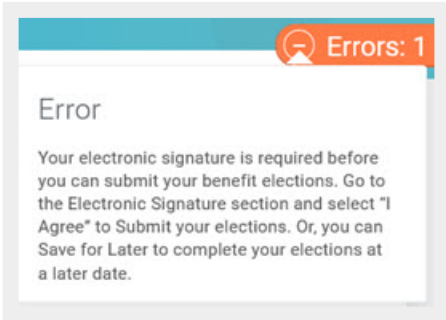 Errors: 1
Error
Your electronic signature is required before
you can submit your benefit elections. Go to
the Electronic Signature section and select "I
Agree” to Submit your elections. Or, you can
Save for Later to complete your elections at
a later date.